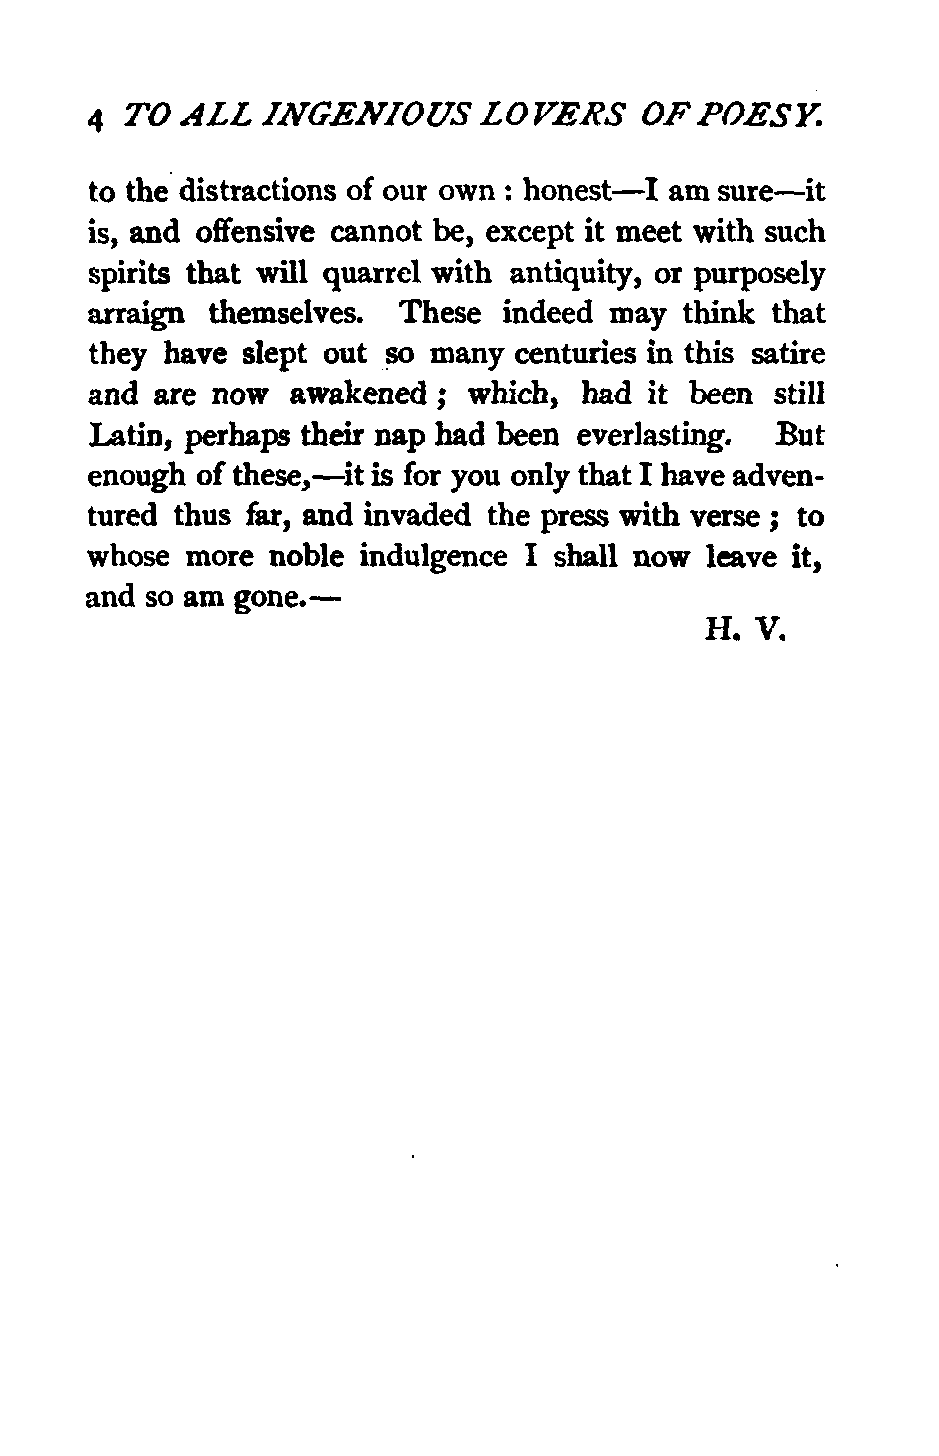 4 TO ALL INGENIOUS LOVERS OF POESY.
to the distractions of our own : honest—I am sure—it
is, and offensive cannot be, except it meet with such
spirits that will quarrel with antiquity, or purposely
arraign themselves. These indeed may think that
they have slept out so many centuries in this satire
and are now awakened ; which, had it been still
Latin, perhaps their nap had been everlasting. But
enough of these,—it is for you only that I have adven-
tured thus far, and invaded the press with verse ; to
whose more noble indulgence I shall now leave it,
and so am gone.—
H. V.